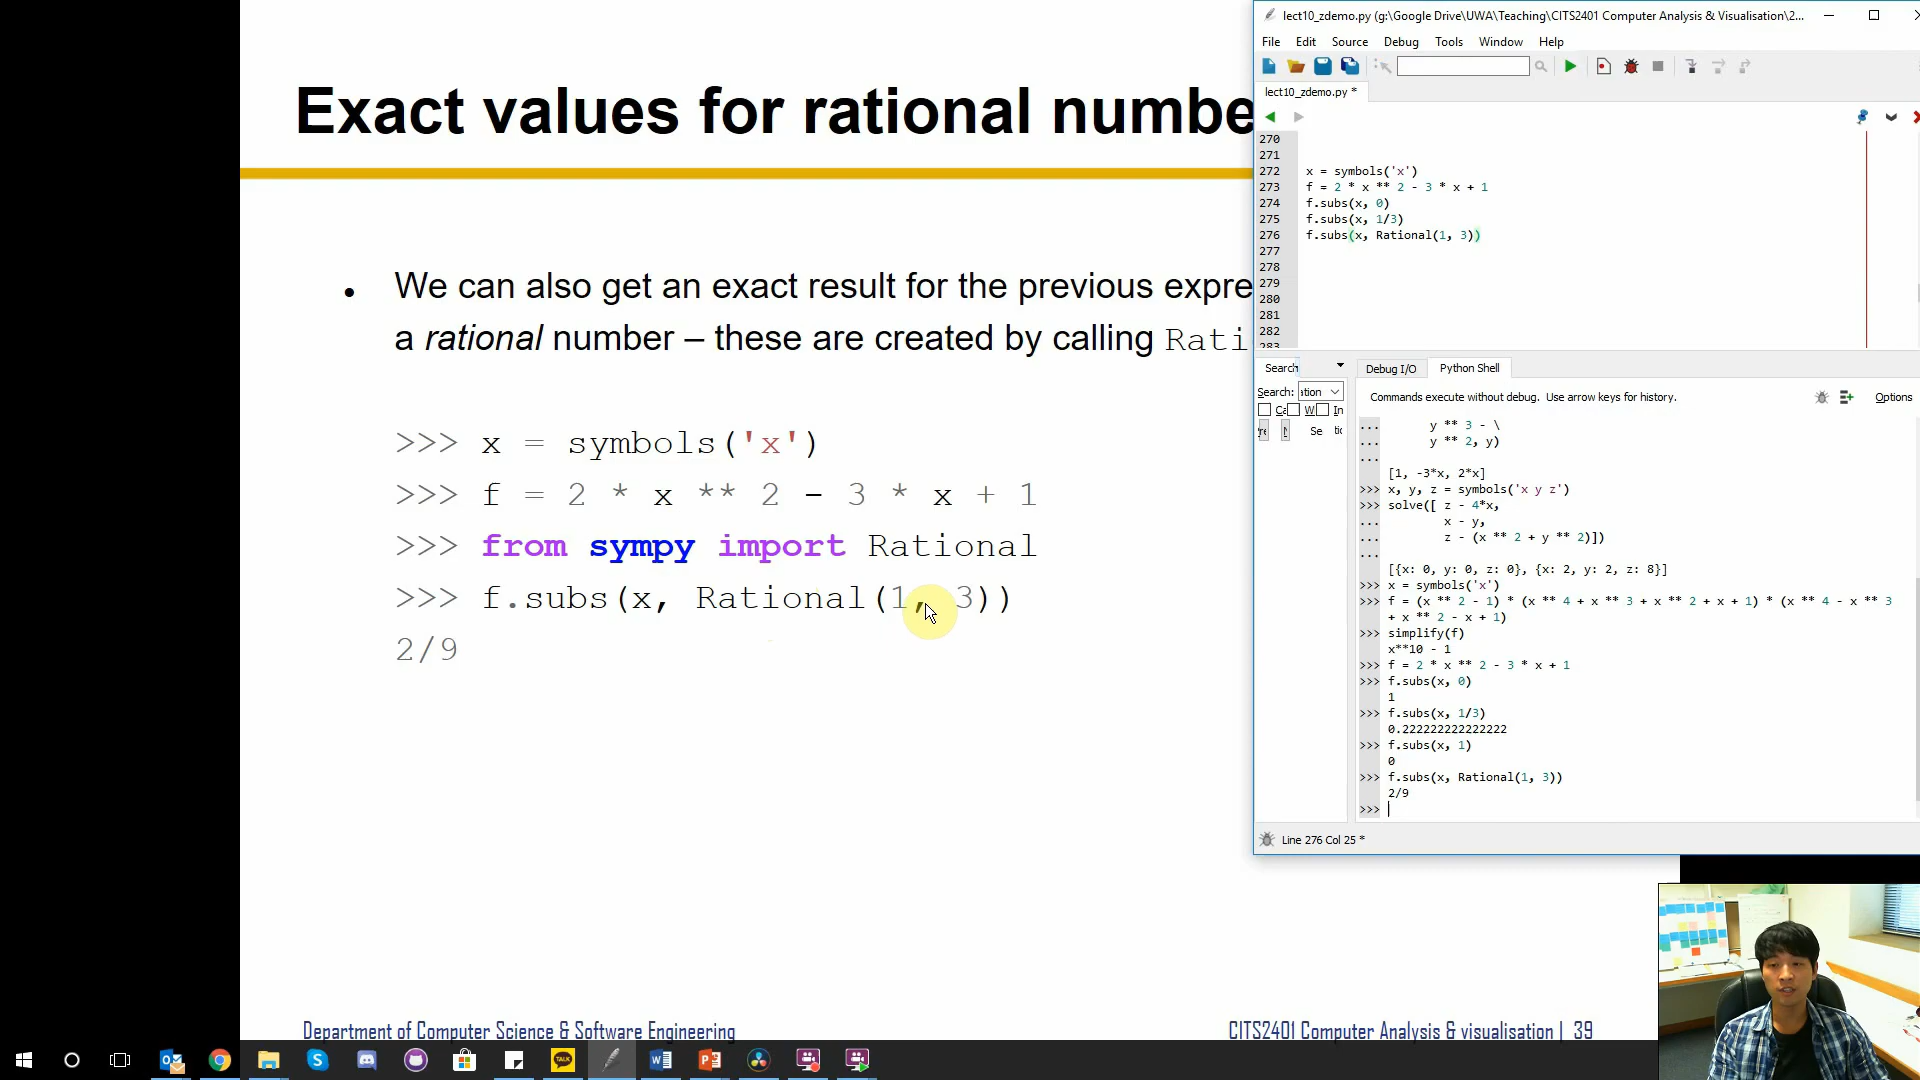 Exact values for rational numbe
We can also get an exact result for the previous expre
a rational number – these are created by calling Rati
>>> x = symbols('x')
>>> f = 2 * x ** 2 - 3 * x + 1
>>> from sympy import Rational
>>> f.subs(x, Rational(1, 3))
2/9
Department of Computer Science & Software Engineering
CITS2401 Computer Analysis & visualisation | 39
lect10_zdemo.py (g:\Google Drive\UWA\Teaching\CITS2401 Computer Analysis & Visualisation\2...
File Edit Source Debug Tools Window Help
lect10_zdemo.py *
270
271
272 x = symbols('x')
273 f = 2 * x ** 2 - 3 * x + 1
274 f.subs(x, 0)
275 f.subs(x, 1/3)
276 f.subs(x, Rational(1, 3))
277
278
279
280
281
282
283
Search
Debug I/O Python Shell
Search: ation
Commands execute without debug. Use arrow keys for history.
Options
Ca W In
Se
... y ** 3 - \
... y ** 2, y)
...
[1, -3*x, 2*x]
>>> x, y, z = symbols('x y z')
>>> solve([ z - 4*x,
... x - y,
... z - (x ** 2 + y ** 2)])
...
[{x: 0, y: 0, z: 0}, {x: 2, y: 2, z: 8}]
>>> x = symbols('x')
>>> f = (x ** 2 - 1) * (x ** 4 + x ** 3 + x ** 2 + x + 1) * (x ** 4 - x ** 3
+ x ** 2 - x + 1)
>>> simplify(f)
x**10 - 1
>>> f = 2 * x ** 2 - 3 * x + 1
>>> f.subs(x, 0)
1
>>> f.subs(x, 1/3)
0.222222222222222
>>> f.subs(x, 1)
0
>>> f.subs(x, Rational(1, 3))
2/9
>>>
Line 276 Col 25 *
TALK